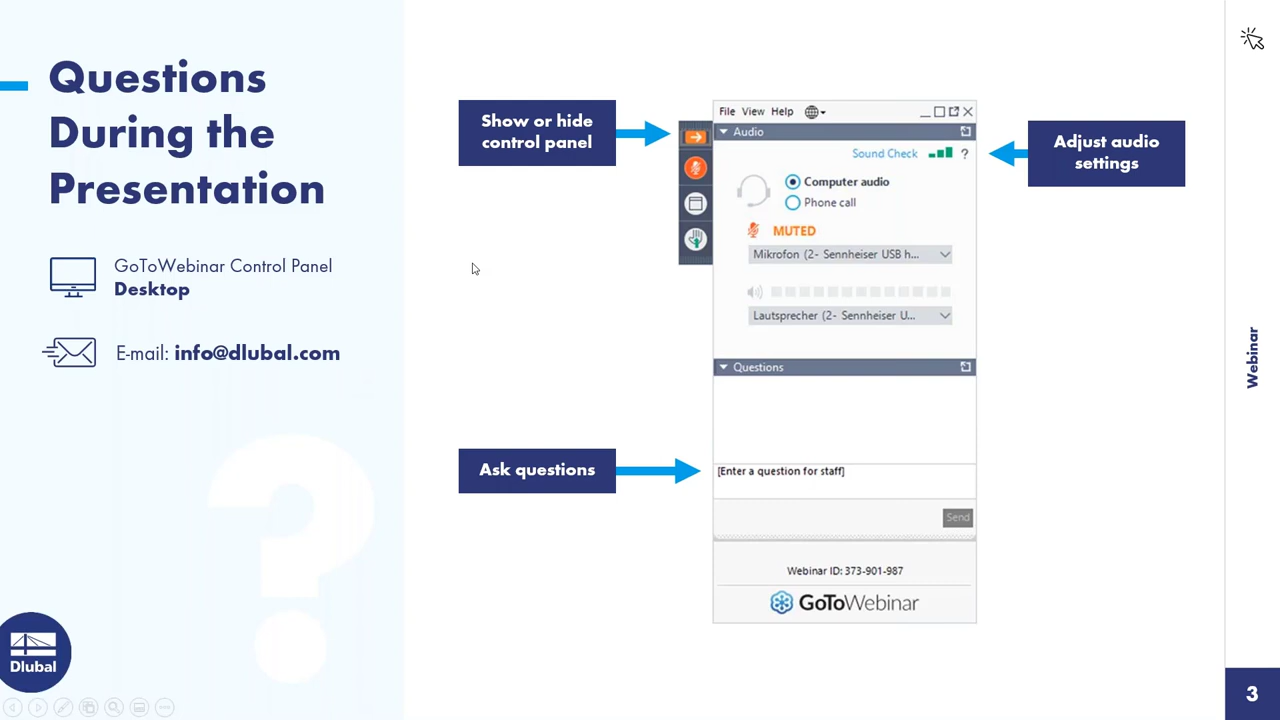 Questions
During the
Presentation
GoToWebinar Control Panel
Desktop
E-mail: info@dlubal.com
Dlubal
Show or hide
control panel
Ask questions
File View Help
Audio
Sound Check ?
Computer audio
Phone call
MUTED
Mikrofon (2- Sennheiser USB h...
Lautsprecher (2- Sennheiser U...
Questions
[Enter a question for staff]
Send
Webinar ID: 373-901-987
GoToWebinar
Adjust audio
settings
Webinar
3